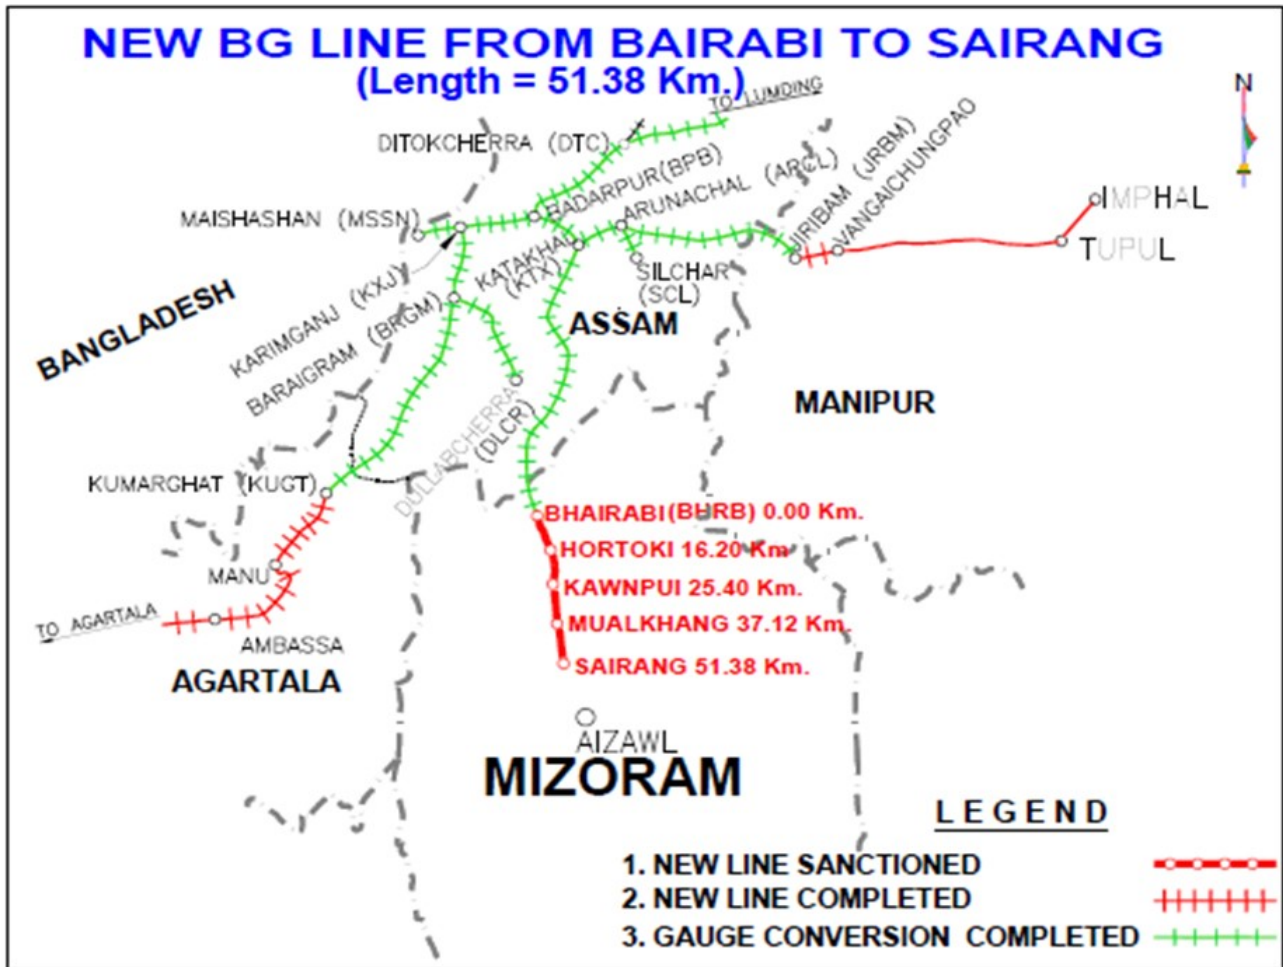 NEW BG LINE FROM BAIRABI TO SAIRANG
(Length = 51.38 Km.)
TO LUMDING
N
DITOKCHERRA (DTC)
BADARPUR(BPB)
ARUNACHAL (ARCL)
JIRIBAM (JRBM)
VANGAICHUNGPAO
MAISHASHAN (MSSN)
IMPHAL
TUPUL
KATAKHAL
(KTX)
SILCHAR
(SCL)
KARIMGANJ (KXJ)
BANGLADESH
BARAIGRAM (BRGM)
ASSAM
MANIPUR
DULLABCHERRA
(DLCR)
KUMARGHAT (KUGT)
BHAIRABI(BHRB) 0.00 Km.
HORTOKI 16.20 Km
MANU
KAWNPUI 25.40 Km.
TO AGARTALA
MUALKHANG 37.12 Km.
AMBASSA
SAIRANG 51.38 Km.
AGARTALA
AIZAWL
MIZORAM
LEGEND
1. NEW LINE SANCTIONED
2. NEW LINE COMPLETED
3. GAUGE CONVERSION COMPLETED